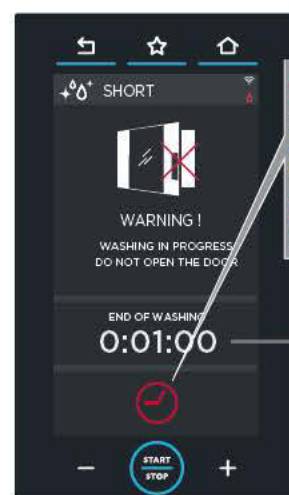 SHORT
WARNING !
WASHING IN PROGRESS
DO NOT OPEN THE DOOR
END OF WASHING
0:01:00
− START STOP +